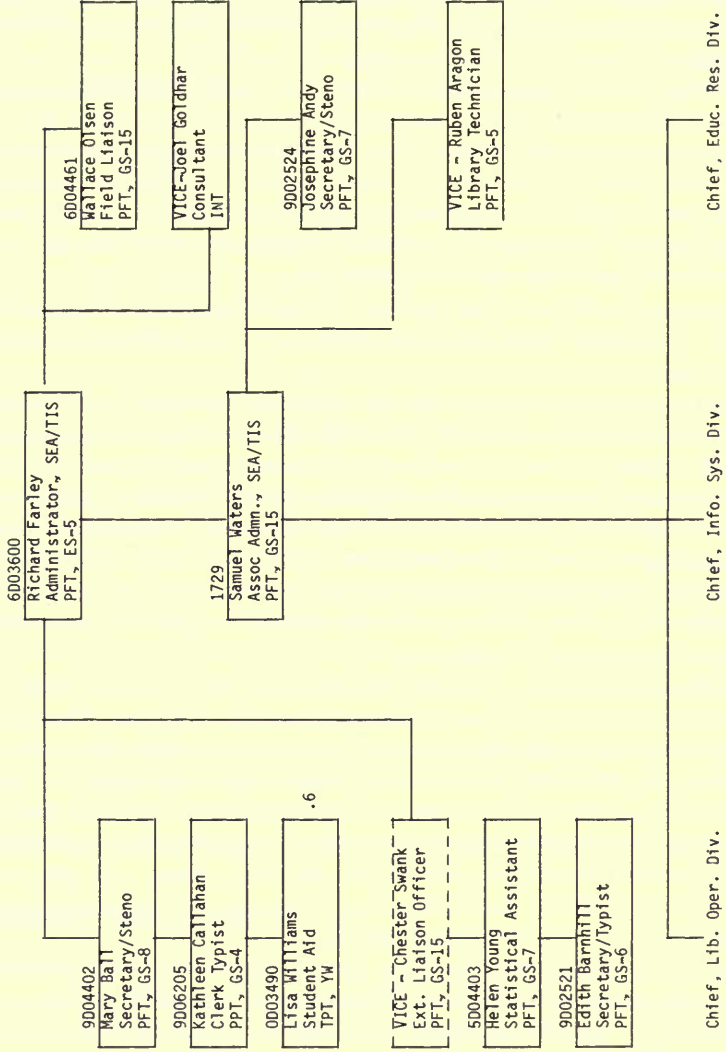 6D03600
Richard Farley
Administrator, SEA/TIS
PFT, ES-5
9D04402
Mary Ball
Secretary/Steno
PFT, GS-8
9D06205
Kathleen Callahan
Clerk Typist
PPT, GS-4
0D03490
Lisa Williams
Student Aid
TPT, YW
.6
6D04461
Wallace Olsen
Field Liaison
PFT, GS-15
VICE-Joel Goldhar
Consultant
INT
1729
Samuel Waters
Assoc Admn., SEA/TIS
PFT, GS-15
VICE - Chester Swank
Ext. Liaison Officer
PFT, GS-15
5D04403
Helen Young
Statistical Assistant
PFT, GS-7
9D02521
Edith Barnhill
Secretary/Typist
PFT, GS-6
9D02524
Josephine Andy
Secretary/Steno
PFT, GS-7
VICE - Ruben Aragon
Library Technician
PFT, GS-5
Chief, Lib. Oper. Div.
Chief, Info. Sys. Div.
Chief, Educ. Res. Div.